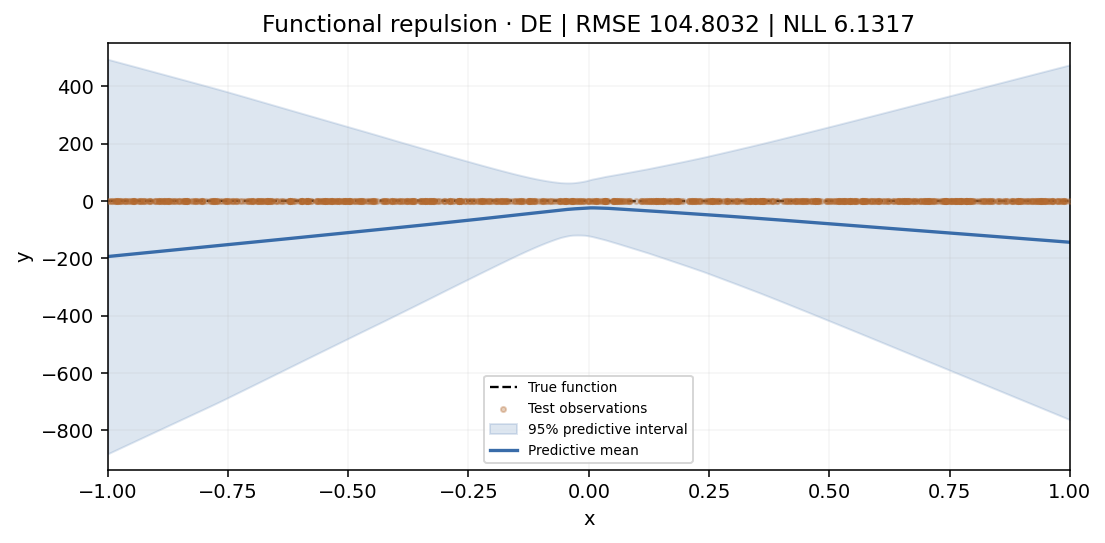 Functional repulsion · DE | RMSE 104.8032 | NLL 6.1317
400
200
0
−200
−400
−600
−800
y
True function
Test observations
95% predictive interval
Predictive mean
−1.00 −0.75 −0.50 −0.25 0.00 0.25 0.50 0.75 1.00
x